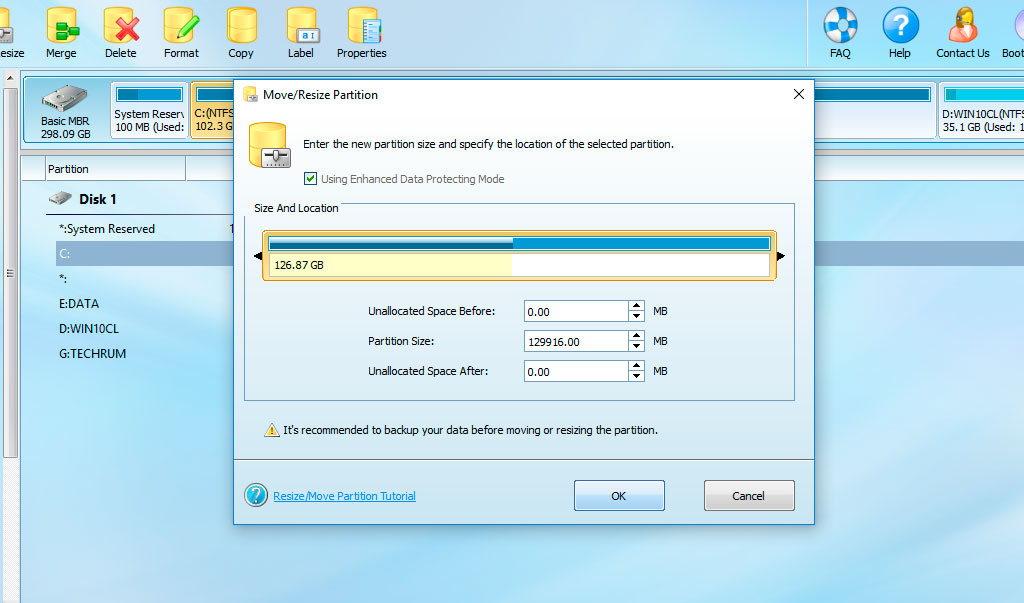 esize Merge Delete Format Copy Label Properties FAQ Help Contact Us Boot
Basic MBR
298.09 GB
System Reserv
100 MB (Used:
C:(NTFS
102.3 G
D:WIN10CL(NTFS
35.1 GB (Used: 1
Move/Resize Partition
Enter the new partition size and specify the location of the selected partition.
Using Enhanced Data Protecting Mode
Size And Location
126.87 GB
Unallocated Space Before: 0.00 MB
Partition Size: 129916.00 MB
Unallocated Space After: 0.00 MB
It's recommended to backup your data before moving or resizing the partition.
Resize/Move Partition Tutorial
OK Cancel
Partition
Disk 1
*:System Reserved 1
C:
*:
E:DATA
D:WIN10CL
G:TECHRUM